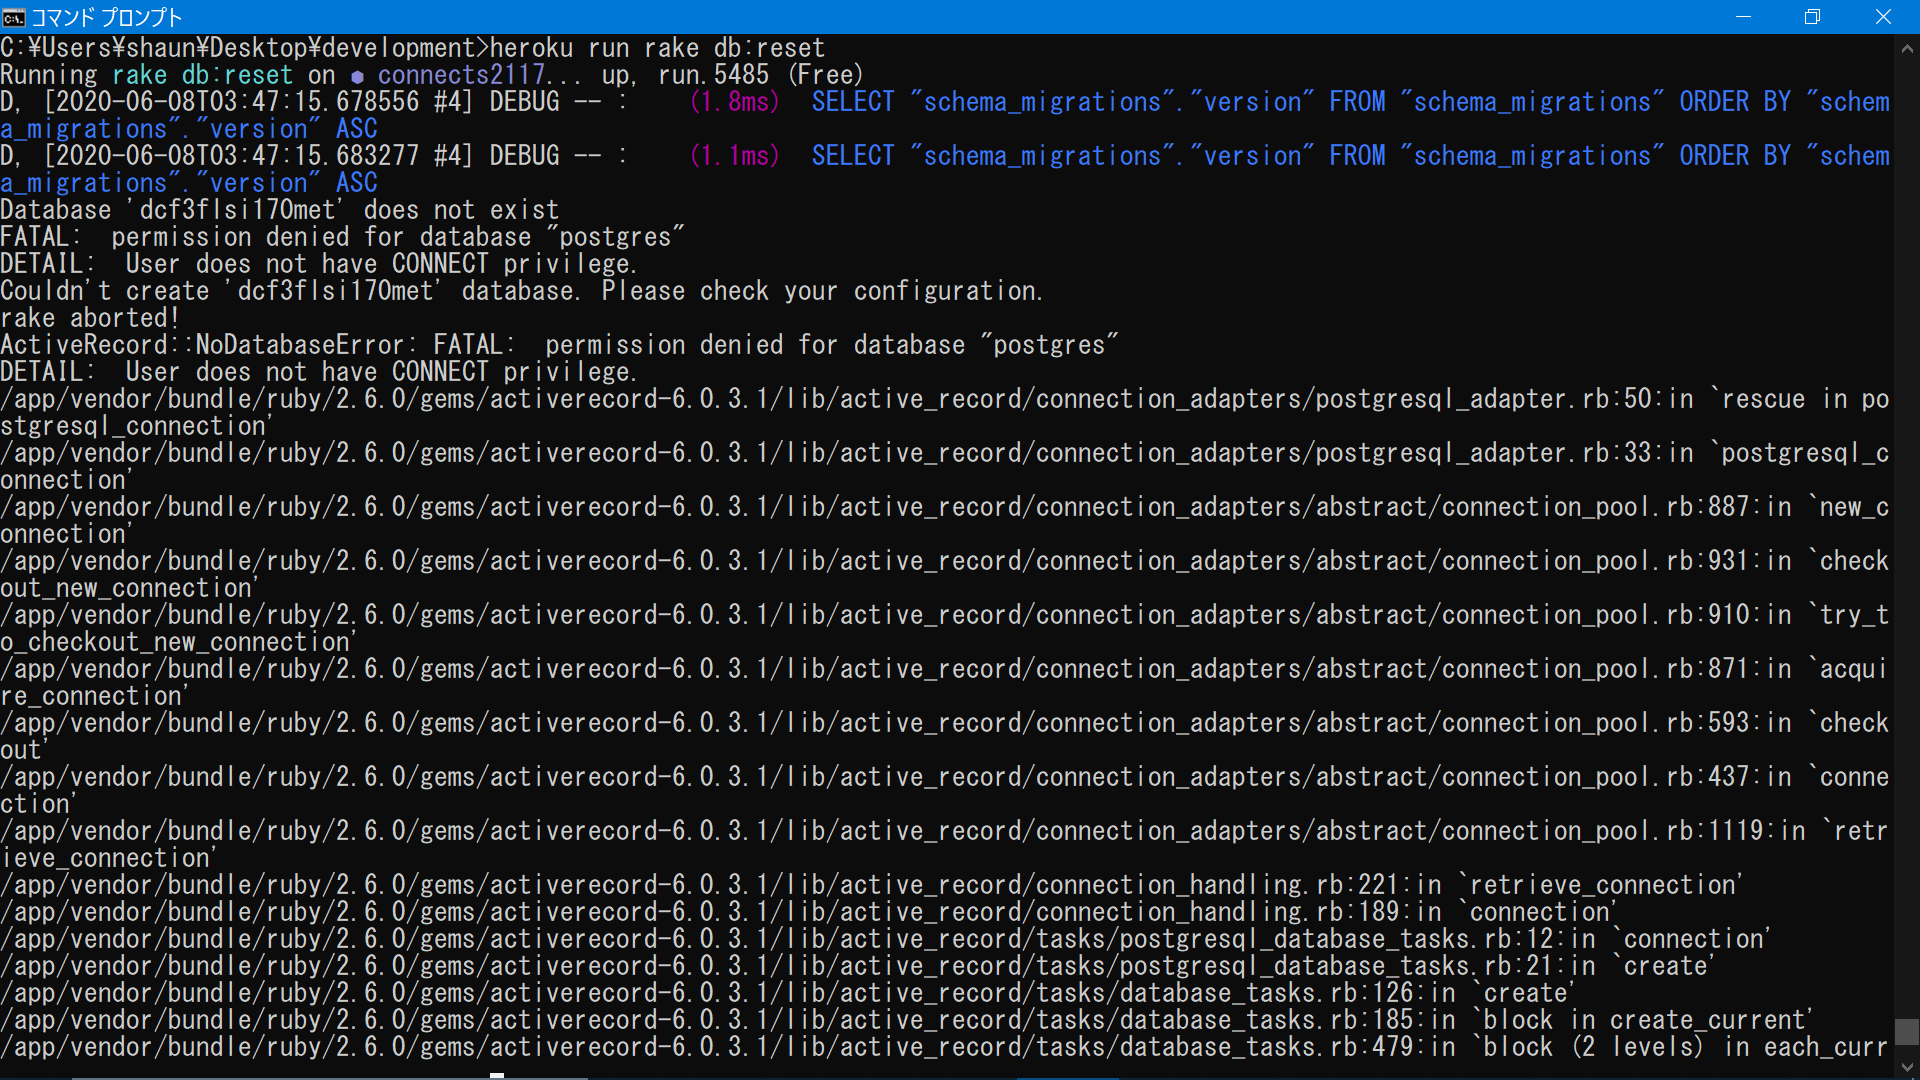 コマンド プロンプト
C:¥Users¥shaun¥Desktop¥development>heroku run rake db:reset
Running rake db:reset on ⬢ connects2117... up, run.5485 (Free)
D, [2020-06-08T03:47:15.678556 #4] DEBUG -- :    (1.8ms)  SELECT "schema_migrations"."version" FROM "schema_migrations" ORDER BY "schem
a_migrations"."version" ASC
D, [2020-06-08T03:47:15.683277 #4] DEBUG -- :    (1.1ms)  SELECT "schema_migrations"."version" FROM "schema_migrations" ORDER BY "schem
a_migrations"."version" ASC
Database 'dcf3flsi170met' does not exist
FATAL:  permission denied for database "postgres"
DETAIL:  User does not have CONNECT privilege.
Couldn't create 'dcf3flsi170met' database. Please check your configuration.
rake aborted!
ActiveRecord::NoDatabaseError: FATAL:  permission denied for database "postgres"
DETAIL:  User does not have CONNECT privilege.
/app/vendor/bundle/ruby/2.6.0/gems/activerecord-6.0.3.1/lib/active_record/connection_adapters/postgresql_adapter.rb:50:in `rescue in po
stgresql_connection'
/app/vendor/bundle/ruby/2.6.0/gems/activerecord-6.0.3.1/lib/active_record/connection_adapters/postgresql_adapter.rb:33:in `postgresql_c
onnection'
/app/vendor/bundle/ruby/2.6.0/gems/activerecord-6.0.3.1/lib/active_record/connection_adapters/abstract/connection_pool.rb:887:in `new_c
onnection'
/app/vendor/bundle/ruby/2.6.0/gems/activerecord-6.0.3.1/lib/active_record/connection_adapters/abstract/connection_pool.rb:931:in `check
out_new_connection'
/app/vendor/bundle/ruby/2.6.0/gems/activerecord-6.0.3.1/lib/active_record/connection_adapters/abstract/connection_pool.rb:910:in `try_t
o_checkout_new_connection'
/app/vendor/bundle/ruby/2.6.0/gems/activerecord-6.0.3.1/lib/active_record/connection_adapters/abstract/connection_pool.rb:871:in `acqui
re_connection'
/app/vendor/bundle/ruby/2.6.0/gems/activerecord-6.0.3.1/lib/active_record/connection_adapters/abstract/connection_pool.rb:593:in `check
out'
/app/vendor/bundle/ruby/2.6.0/gems/activerecord-6.0.3.1/lib/active_record/connection_adapters/abstract/connection_pool.rb:437:in `conne
ction'
/app/vendor/bundle/ruby/2.6.0/gems/activerecord-6.0.3.1/lib/active_record/connection_adapters/abstract/connection_pool.rb:1119:in `retr
ieve_connection'
/app/vendor/bundle/ruby/2.6.0/gems/activerecord-6.0.3.1/lib/active_record/connection_handling.rb:221:in `retrieve_connection'
/app/vendor/bundle/ruby/2.6.0/gems/activerecord-6.0.3.1/lib/active_record/connection_handling.rb:189:in `connection'
/app/vendor/bundle/ruby/2.6.0/gems/activerecord-6.0.3.1/lib/active_record/tasks/postgresql_database_tasks.rb:12:in `connection'
/app/vendor/bundle/ruby/2.6.0/gems/activerecord-6.0.3.1/lib/active_record/tasks/postgresql_database_tasks.rb:21:in `create'
/app/vendor/bundle/ruby/2.6.0/gems/activerecord-6.0.3.1/lib/active_record/tasks/database_tasks.rb:126:in `create'
/app/vendor/bundle/ruby/2.6.0/gems/activerecord-6.0.3.1/lib/active_record/tasks/database_tasks.rb:185:in `block in create_current'
/app/vendor/bundle/ruby/2.6.0/gems/activerecord-6.0.3.1/lib/active_record/tasks/database_tasks.rb:479:in `block (2 levels) in each_curr